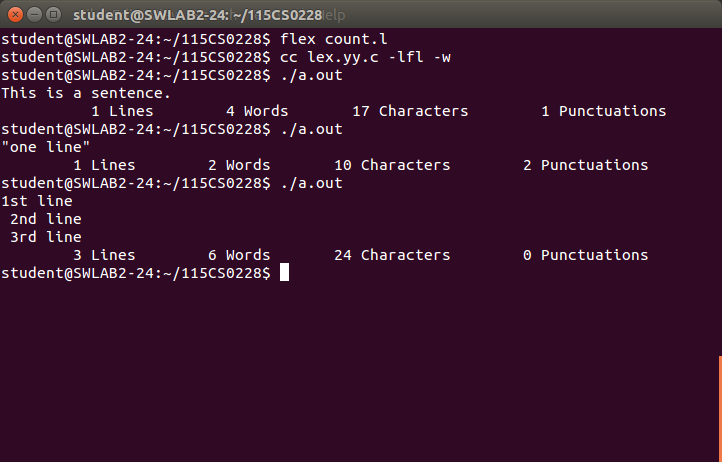 student@SWLAB2-24: ~/115CS0228 Help
student@SWLAB2-24:~/115CS0228$ flex count.l
student@SWLAB2-24:~/115CS0228$ cc lex.yy.c -lfl -w
student@SWLAB2-24:~/115CS0228$ ./a.out
This is a sentence.
          1 Lines        4 Words       17 Characters        1 Punctuations
student@SWLAB2-24:~/115CS0228$ ./a.out
"one line"
        1 Lines        2 Words       10 Characters        2 Punctuations
student@SWLAB2-24:~/115CS0228$ ./a.out
1st line
 2nd line
 3rd line
        3 Lines        6 Words       24 Characters        0 Punctuations
student@SWLAB2-24:~/115CS0228$